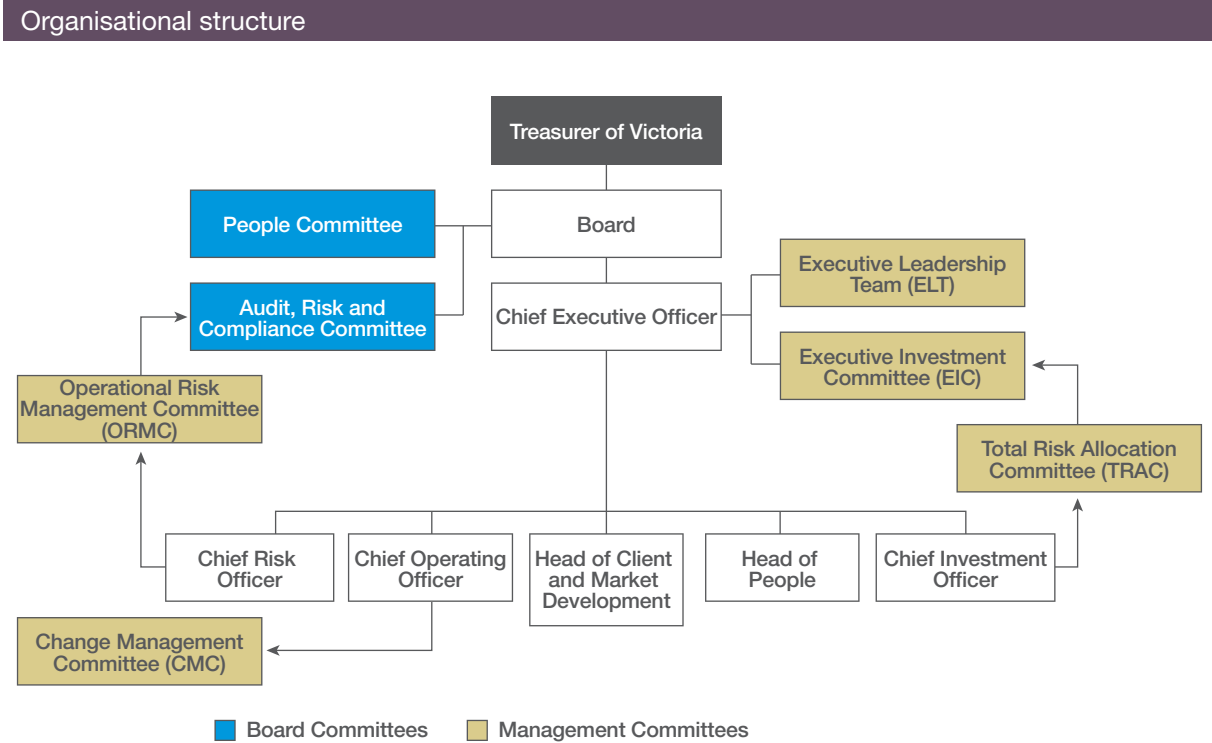 Organisational structure
Treasurer of Victoria
People Committee
Board
Executive Leadership
Team (ELT)
Audit, Risk and
Compliance Committee
Chief Executive Officer
Executive Investment
Committee (EIC)
Operational Risk
Management Committee
(ORMC)
Total Risk Allocation
Committee (TRAC)
Chief Risk
Officer
Chief Operating
Officer
Head of Client
and Market
Development
Head of
People
Chief Investment
Officer
Change Management
Committee (CMC)
Board Committees
Management Committees